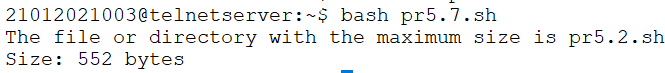 21012021003@telnetserver:~$ bash pr5.7.sh
The file or directory with the maximum size is pr5.2.sh
Size: 552 bytes